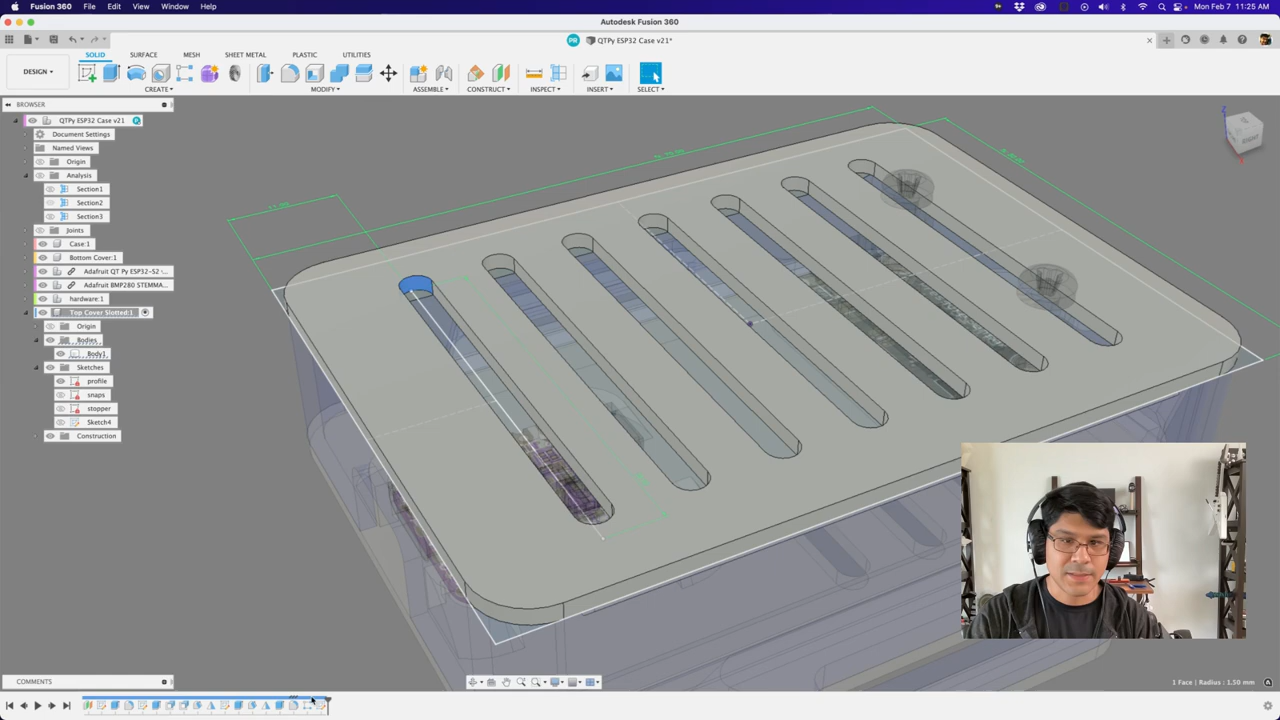 Fusion 360 File Edit View Window Help Mon Feb 7 11:25 AM
Autodesk Fusion 360
PR QTPy ESP32 Case v21*
SOLID SURFACE MESH SHEET METAL PLASTIC UTILITIES
DESIGN
CREATE MODIFY ASSEMBLE CONSTRUCT INSPECT INSERT SELECT
BROWSER
QTPy ESP32 Case v21
Document Settings
Named Views
Origin
Analysis
Section1
Section2
Section3
Joints
Case:1
Bottom Cover:1
Adafruit QT Py ESP32-S2
Adafruit BMP280 STEMMA...
hardware:1
Top Cover Slotted:1
Origin
Bodies
Body1
Sketches
profile
snaps
stopper
Sketch4
Construction
Z
COMMENTS
1 Face | Radius : 1.50 mm